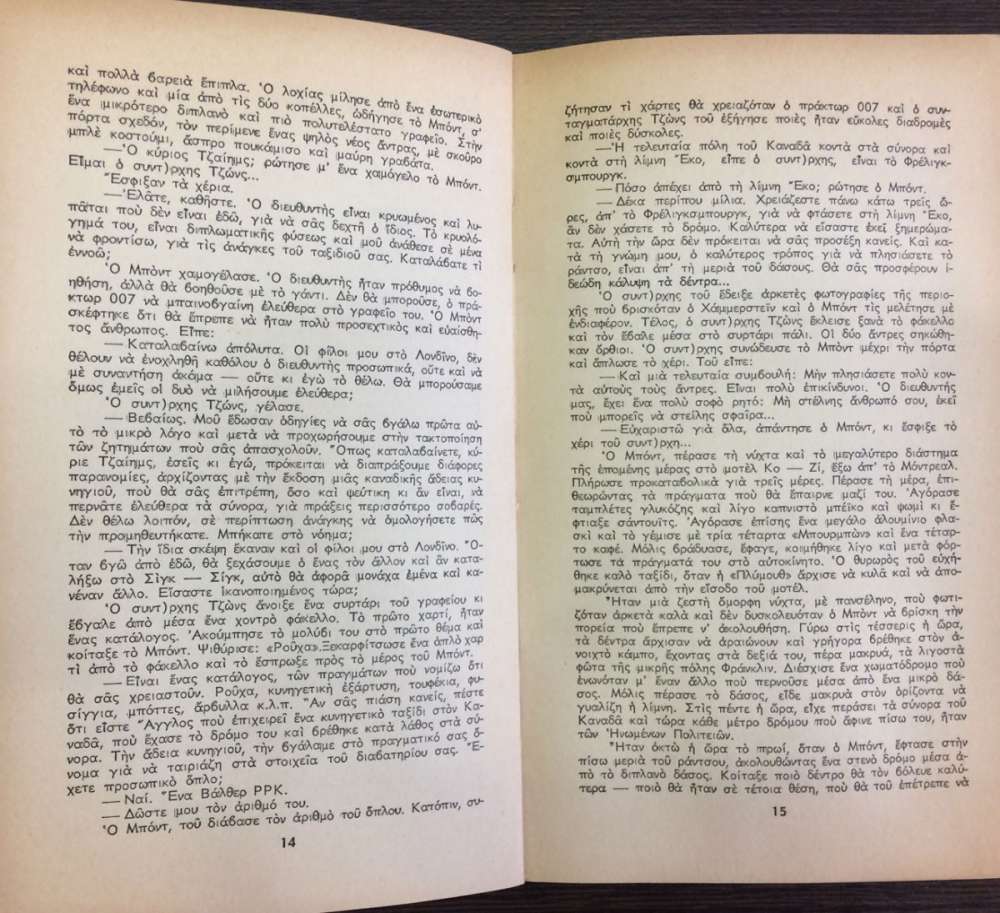 καὶ πολλὰ βαρειὰ ἔπιπλα. Ὁ λοχίας μίλησε ἀπὸ ἕνα ἐσωτερικὸ
τηλέφωνο καὶ μία ἀπὸ τὶς δύο κοπέλλες, ὡδήγησε τὸ Μπόντ, σ'
ἕνα μικρότερο διπλανὸ καὶ πιὸ πολυτελέστατο γραφεῖο. Στὴν
πόρτα σχεδόν, τὸν περίμενε ἕνας ψηλὸς νέος ἄντρας, μὲ σκοῦρο
μπλὲ κοστούμι, ἄσπρο πουκάμισο καὶ μαύρη γραβάτα.
—Ὁ κύριος Τζαίημς; ρώτησε μ' ἕνα χαμόγελο τὸ Μπόντ.
Εἶμαι ὁ συντ)ρχης Τζώνς...
Ἔσφιξαν τὰ χέρια.
—Ἐλᾶτε, καθῆστε. Ὁ διευθυντὴς εἶναι κρυωμένος καὶ λυ-
πᾶται ποὺ δὲν εἶναι ἐδῶ, γιὰ νὰ σᾶς δεχτῆ ὁ ἴδιος. Τὸ κρυολό-
γημά του, εἶναι διπλωματικῆς φύσεως καὶ μοῦ ἀνάθεσε σὲ μένα
νὰ φροντίσω, γιὰ τὶς ἀνάγκες τοῦ ταξιδιοῦ σας. Καταλάβατε τί
ἐννοῶ;
Ὁ Μπὸντ χαμογέλασε. Ὁ διευθυντὴς ἦταν πρόθυμος νὰ βο-
ηθήση, ἀλλὰ θὰ βοηθοῦσε μὲ τὸ γάντι. Δὲν θὰ μποροῦσε, ὁ πρά-
κτωρ 007 νὰ μπαινοβγαίνη ἐλεύθερα στὸ γραφεῖο του. Ὁ Μπόντ
σκέφτηκε ὅτι θὰ ἔπρεπε νὰ ἦταν πολὺ προσεχτικὸς καὶ εὐαίσθη-
τος ἄνθρωπος. Εἶπε:
— Καταλαβαίνω ἀπόλυτα. Οἱ φίλοι μου στὸ Λονδῖνο, δὲν
θέλουν νὰ ἐνοχληθῆ καθόλου ὁ διευθυντὴς προσωπικά, οὔτε καὶ νὰ
μὲ συναντήση ἀκόμα — οὔτε κι ἐγὼ τὸ θέλω. Θὰ μπορούσαμε
ὅμως ἐμεῖς οἱ δυὸ νὰ μιλήσουμε ἐλεύθερα;
Ὁ συντ)ρχης Τζώνς, γέλασε.
— Βεβαίως. Μοῦ ἔδωσαν ὁδηγίες νὰ σᾶς βγάλω πρῶτα αὐ-
τὸ τὸ μικρὸ λόγο καὶ μετὰ νὰ προχωρήσουμε στὴν τακτοποίηση
τῶν ζητημάτων ποὺ σᾶς ἀπασχολοῦν. Ὅπως καταλαβαίνετε, κύ-
ριε Τζαίημς, ἐσεῖς κι ἐγώ, πρόκειται νὰ διαπράξουμε διάφορες
παρανομίες, ἀρχίζοντας μὲ τὴν ἔκδοση μιᾶς καναδικῆς ἄδειας κυ-
νηγιοῦ, ποὺ θὰ σᾶς ἐπιτρέπη, ὅσο καὶ ψεύτικη κι ἂν εἶναι, νὰ
περνᾶτε ἐλεύθερα τὰ σύνορα, γιὰ πράξεις περισσότερο σοβαρές.
Δὲν θέλω λοιπόν, σὲ περίπτωση ἀνάγκης νὰ ὁμολογήσετε πῶς
τὴν προμηθευτήκατε. Μπήκατε στὸ νόημα;
— Τὴν ἴδια σκέψη ἔκαναν καὶ οἱ φίλοι μου στὸ Λονδῖνο. Ὅ-
ταν βγῶ ἀπὸ ἐδῶ, θὰ ξεχάσουμε ὁ ἕνας τὸν ἄλλον καὶ ἂν κατα-
λήξω στὸ Σὶγκ — Σίγκ, αὐτὸ θὰ ἀφορᾶ μονάχα ἐμένα καὶ κα-
νέναν ἄλλο. Εἴσαστε ἱκανοποιημένος τώρα;
Ὁ συντ)ρχης Τζὼνς ἄνοιξε ἕνα συρτάρι τοῦ γραφείου κι
ἔβγαλε ἀπὸ μέσα ἕνα χοντρὸ φάκελλο. Τὸ πρῶτο χαρτί, ἦταν
ἕνας κατάλογος. Ἀκούμπησε τὸ μολύβι του στὸ πρῶτο θέμα καὶ
κοίταξε τὸ Μπόντ. Ψιθύρισε: «Ροῦχα». Ξεκαρφίτσωσε ἕνα ἁπλὸ χαρ
τὶ ἀπὸ τὸ φάκελλο καὶ τὸ ἔσπρωξε πρὸς τὸ μέρος τοῦ Μπόντ.
— Εἶναι ἕνας κατάλογος, τῶν πραγμάτων ποὺ νομίζω ὅτι
θὰ σᾶς χρειαστοῦν. Ροῦχα, κυνηγετικὴ ἐξάρτυση, τουφέκια, φυ-
σίγγια, μπόττες, ἄρβυλλα κ.λ.π. Ἂν σᾶς πιάση κανείς, πέστε
ὅτι εἶστε Ἄγγλος ποὺ ἐπιχειρεῖ ἕνα κυνηγετικὸ ταξίδι στὸν Κα-
ναδᾶ, ποὺ ἔχασε τὸ δρόμο του καὶ βρέθηκε κατὰ λάθος στὰ σύ-
νορα. Τὴν ἄδεια κυνηγιοῦ, τὴν βγάλαμε στὸ πραγματικό σας ὄ-
νομα γιὰ νὰ ταιριάζη στὰ στοιχεῖα τοῦ διαβατηρίου σας. Ἔ-
χετε προσωπικὸ ὅπλο;
— Ναί. Ἕνα Βάλθερ PPK.
— Δῶστε μου τὸν ἀριθμό του.
Ὁ Μπόντ, τοῦ διάβασε τὸν ἀριθμὸ τοῦ ὅπλου. Κατόπιν, συ-
14
ζήτησαν τὶ χάρτες θὰ χρειαζόταν ὁ πράκτωρ 007 καὶ ὁ συν-
ταγματάρχης Τζὼνς τοῦ ἐξήγησε ποιὲς ἦταν εὔκολες διαδρομὲς
καὶ ποιὲς δύσκολες.
—Ἡ τελευταία πόλη τοῦ Καναδᾶ κοντὰ στὰ σύνορα καὶ
κοντὰ στὴ λίμνη Ἔκο, εἶπε ὁ συντ)ρχης, εἶναι τὸ Φρέλιγκ-
σμπουργκ.
— Πόσο ἀπέχει ἀπὸ τὴ λίμνη Ἔκο; ρώτησε ὁ Μπόντ.
— Δέκα περίπου μίλια. Χρειάζεστε πάνω κάτω τρεῖς ὥ-
ρες, ἀπ' τὸ Φρέλιγκσμπουργκ, γιὰ νὰ φτάσετε στὴ λίμνη Ἔκο,
ἂν δὲν χάσετε τὸ δρόμο. Καλύτερα νὰ εἴσαστε ἐκεῖ ξημερώμα-
τα. Αὐτὴ τὴν ὥρα δὲν πρόκειται νὰ σᾶς προσέξη κανείς. Καὶ κα-
τὰ τὴ γνώμη μου, ὁ καλύτερος τρόπος γιὰ νὰ πλησιάσετε τὸ
ράντσο, εἶναι ἀπ' τὴ μεριὰ τοῦ δάσους. Θὰ σᾶς προσφέρουν ἰ-
δεώδη κάλυψη τὰ δέντρα...
Ὁ συντ)ρχης τοῦ ἔδειξε ἀρκετὲς φωτογραφίες τῆς περιο-
χῆς ποὺ βρισκόταν ὁ Χάμμερστεϊν καὶ ὁ Μπὸντ τὶς μελέτησε μὲ
ἐνδιαφέρον. Τέλος, ὁ συντ)ρχης Τζὼνς ἔκλεισε ξανὰ τὸ φάκελλο
καὶ τὸν ἔβαλε μέσα στὸ συρτάρι πάλι. Οἱ δύο ἄντρες σηκώθη-
καν ὄρθιοι. Ὁ συντ)ρχης συνώδευσε τὸ Μπὸντ μέχρι τὴν πόρτα
καὶ ἅπλωσε τὸ χέρι. Τοῦ εἶπε:
— Καὶ μιὰ τελευταία συμβουλή: Μὴν πλησιάσετε πολὺ κον-
τὰ αὐτοὺς τοὺς ἄντρες. Εἶναι πολὺ ἐπικίνδυνοι. Ὁ διευθυντὴς
μας, ἔχει ἕνα πολὺ σοφὸ ρητό: Μὴ στέλνης ἄνθρωπό σου, ἐκεῖ
ποὺ μπορεῖς νὰ στείλης σφαῖρα...
—Εὐχαριστῶ γιὰ ὅλα, ἀπάντησε ὁ Μπόντ, κι ἔσφιξε τὸ
χέρι τοῦ συντ)ρχη...
Ὁ Μπόντ, πέρασε τὴ νύχτα καὶ τὸ μεγαλύτερο διάστημα
τῆς ἑπομένης μέρας στὸ μοτὲλ Κο — Ζί, ἔξω ἀπ' τὸ Μόντρεαλ.
Πλήρωσε προκαταβολικὰ γιὰ τρεῖς μέρες. Πέρασε τὴ μέρα, ἐπι-
θεωρώντας τὰ πράγματα ποὺ θὰ ἔπαιρνε μαζί του. Ἀγόρασε
ταμπλέτες γλυκόζης καὶ λίγο καπνιστὸ μπέϊκο καὶ ψωμὶ κι ἔ-
φτιαξε σάντουϊτς. Ἀγόρασε ἐπίσης ἕνα μεγάλο ἀλουμίνιο φλα-
σκὶ καὶ τὸ γέμισε μὲ τρία τέταρτα «Μπουρμπὼν» καὶ ἕνα τέταρ-
το καφέ. Μόλις βράδυασε, ἔφαγε, κοιμήθηκε λίγο καὶ μετὰ φόρ-
τωσε τὰ πράγματά του στὸ αὐτοκίνητο. Ὁ θυρωρὸς τοῦ εὐχή-
θηκε καλὸ ταξίδι, ὅταν ἡ «Πλύμουθ» ἄρχισε νὰ κυλᾶ καὶ νὰ ἀπο-
μακρύνεται ἀπὸ τὴν εἴσοδο τοῦ μοτέλ.
Ἦταν μιὰ ζεστὴ ὄμορφη νύχτα, μὲ πανσέληνο, ποὺ φωτι-
ζόταν ἀρκετὰ καλὰ καὶ δὲν δυσκολευόταν ὁ Μπὸντ νὰ βρίσκη τὴν
πορεία ποὺ ἔπρεπε ν' ἀκολουθήση. Γύρω στὶς τέσσερις ἡ ὥρα,
τὰ δέντρα ἄρχισαν νὰ ἀραιώνουν καὶ γρήγορα βρέθηκε στὸν ἀ-
νοιχτὸ κάμπο, ἔχοντας στὰ δεξιά του, πέρα μακρυά, τὰ λιγοστὰ
φῶτα τῆς μικρῆς πόλης Φράνκλιν. Διέσχισε ἕνα χωματόδρομο ποὺ
ἑνωνόταν μ' ἕναν ἄλλο ποὺ περνοῦσε μέσα ἀπὸ ἕνα μικρὸ δά-
σος. Μόλις πέρασε τὸ δάσος, εἶδε μακρυὰ στὸν ὁρίζοντα νὰ
γυαλίζη ἡ λίμνη. Στὶς πέντε ἡ ὥρα, εἶχε περάσει τὰ σύνορα τοῦ
Καναδᾶ καὶ τώρα κάθε μέτρο δρόμου ποὺ ἄφινε πίσω του, ἦταν
τῶν Ἡνωμένων Πολιτειῶν.
Ἦταν ὀκτὼ ἡ ὥρα τὸ πρωΐ, ὅταν ὁ Μπόντ, ἔφτασε στὴν
πίσω μεριὰ τοῦ ράντσου, ἀκολουθώντας ἕνα στενὸ δρόμο μέσα ἀ-
πὸ τὸ διπλανὸ δάσος. Κοίταξε ποιὸ δέντρο θὰ τὸν βόλευε καλύ-
τερα — ποιὸ θὰ ἦταν σὲ τέτοια θέση, ποὺ θὰ τοῦ ἐπέτρεπε νὰ
15